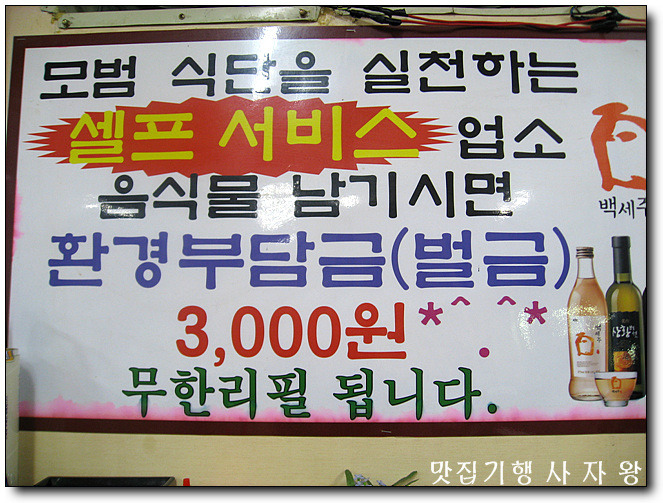 모범 식단을 실천하는
셀프 서비스 업소
음식물 남기시면
백세주
환경부담금(벌금)
3,000원 *^.^*
무한리필 됩니다.
맛집기행 사자왕